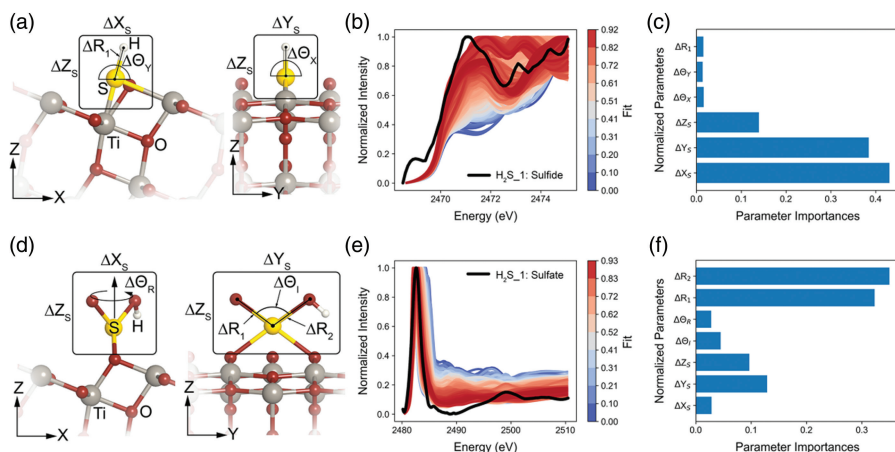 (a)
ΔX_S
ΔR_1
H
ΔΘ_Y
ΔZ_S
S
Ti
O
Z
X
ΔY_S
ΔZ_S
ΔΘ_X
Z
Y
(b)
Normalized Intensity
1.0
0.8
0.6
0.4
0.2
0.0
H_2S_1: Sulfide
2470
2472
2474
Energy (eV)
0.92
0.82
0.71
0.61
0.51
0.41
0.31
0.20
0.10
0.00
Fit
(c)
Normalized Parameters
ΔR_1
ΔΘ_Y
ΔΘ_X
ΔZ_S
ΔY_S
ΔX_S
0.0
0.1
0.2
0.3
0.4
Parameter Importances
(d)
ΔX_S
ΔΘ_R
ΔZ_S
S
H
Ti
O
Z
X
ΔY_S
ΔΘ_I
ΔZ_S
ΔR_1
ΔR_2
Z
Y
(e)
Normalized Intensity
1.0
0.8
0.6
0.4
0.2
0.0
H_2S_1: Sulfate
2480
2490
2500
2510
Energy (eV)
0.93
0.83
0.72
0.62
0.52
0.41
0.31
0.21
0.10
0.00
Fit
(f)
Normalized Parameters
ΔR_2
ΔR_1
ΔΘ_R
ΔΘ_I
ΔZ_S
ΔY_S
ΔX_S
0.0
0.1
0.2
0.3
Parameter Importances